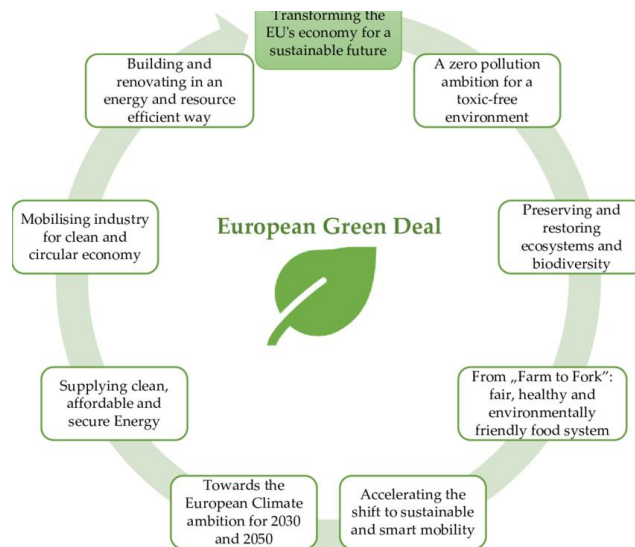 Transforming the
EU's economy for a
sustainable future
A zero pollution
ambition for a
toxic-free
environment
Preserving and
restoring
ecosystems and
biodiversity
From „Farm to Fork”:
fair, healthy and
environmentally
friendly food system
Accelerating the
shift to sustainable
and smart mobility
Towards the
European Climate
ambition for 2030
and 2050
Supplying clean,
affordable and
secure Energy
Mobilising industry
for clean and
circular economy
Building and
renovating in an
energy and resource
efficient way
European Green Deal